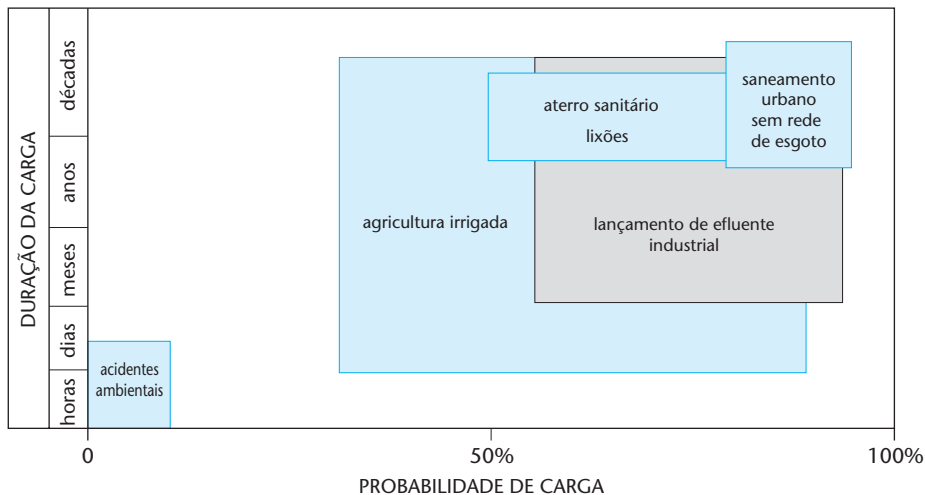 DURAÇÃO DA CARGA
décadas
anos
meses
dias
horas
aterro sanitário
lixões
saneamento
urbano
sem rede
de esgoto
agricultura irrigada
lançamento de efluente
industrial
acidentes
ambientais
0
50%
100%
PROBABILIDADE DE CARGA